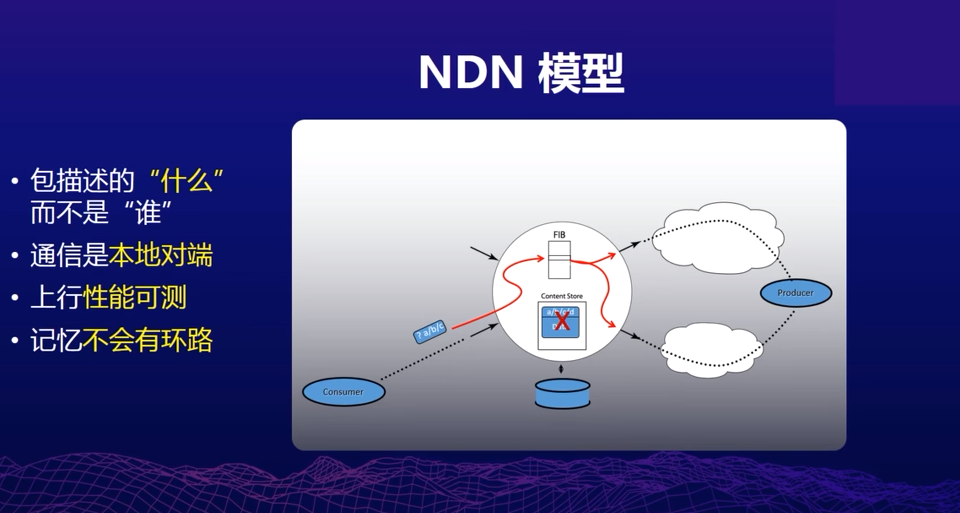 NDN 模型
• 包描述的“什么”
而不是“谁”
• 通信是本地对端
• 上行性能可测
• 记忆不会有环路
FIB
Content Store
a/b/c/d
? a/b/c
Consumer
Producer